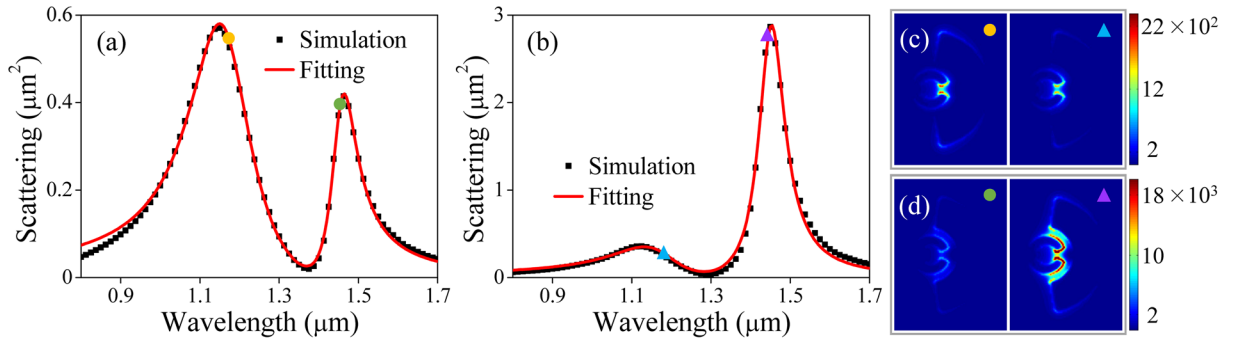 0.6
0.4
0.2
0
Scattering (μm²)
(a)
Simulation
Fitting
0.9
1.1
1.3
1.5
1.7
Wavelength (μm)
3
2
1
0
Scattering (μm²)
(b)
Simulation
Fitting
0.9
1.1
1.3
1.5
1.7
Wavelength (μm)
(c)
22 ×10²
12
2
(d)
18 ×10³
10
2